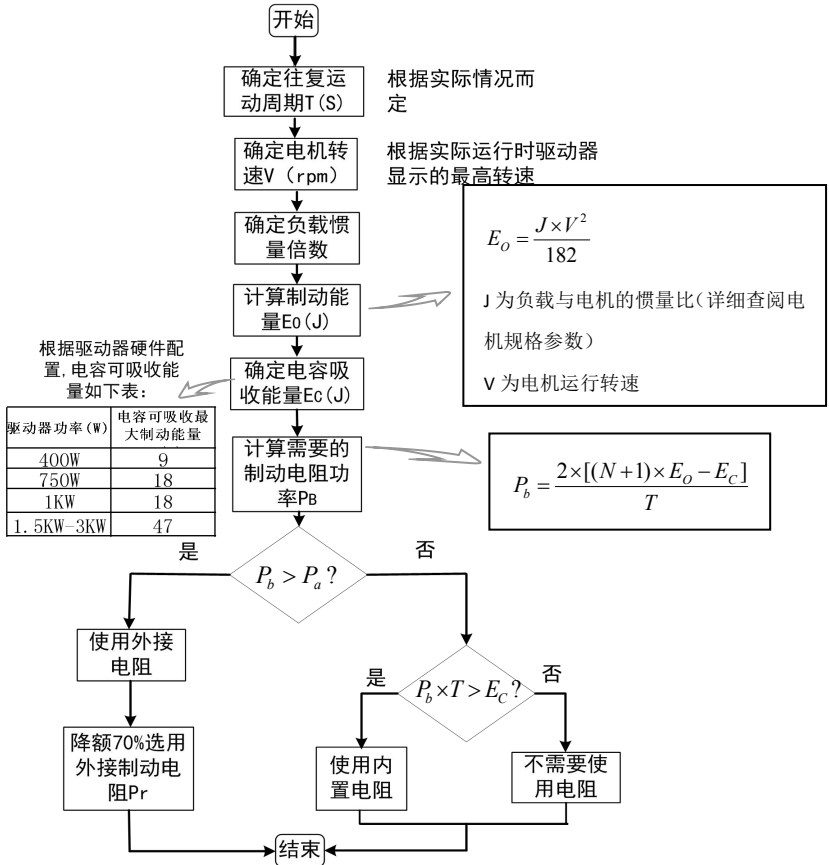 开始
确定往复运
动周期T(S)
根据实际情况而
定
确定电机转
速V（rpm）
根据实际运行时驱动器
显示的最高转速
确定负载惯
量倍数
计算制动能
量E0(J)
E_O = J×V² / 182
J 为负载与电机的惯量比（详细查阅电
机规格参数）
V 为电机运行转速
根据驱动器硬件配
置,电容可吸收能
量如下表：
驱动器功率(W) 电容可吸收最
大制动能量
400W 9
750W 18
1KW 18
1.5KW-3KW 47
确定电容吸
收能量Ec(J)
计算需要的
制动电阻功
率PB
P_b = 2×[(N+1)×E_O−E_C] / T
是
否
P_b > P_a ?
使用外接
电阻
降额70%选用
外接制动电
阻Pr
是
否
P_b×T > E_C ?
使用内
置电阻
不需要使
用电阻
结束